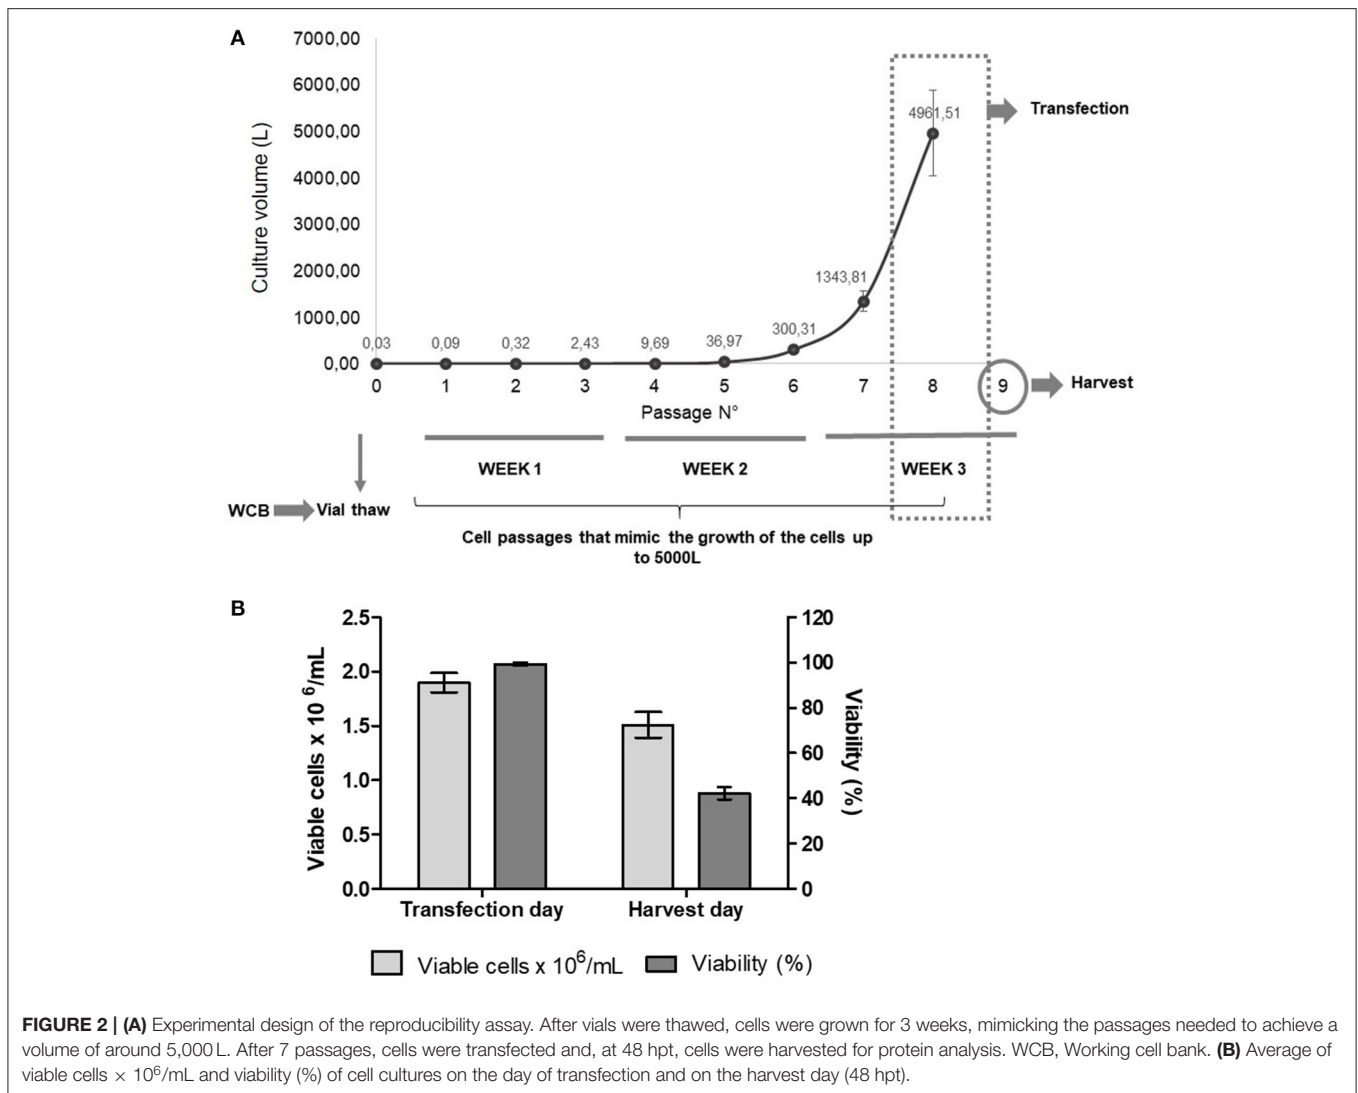 A
7000,00
6000,00
5000,00
4000,00
3000,00
2000,00
1000,00
0,00
Culture volume (L)
0,03
0,09
0,32
2,43
9,69
36,97
300,31
1343,81
4961,51
Transfection
0 1 2 3 4 5 6 7 8 9
Harvest
Passage N°
WEEK 1
WEEK 2
WEEK 3
WCB
Vial thaw
Cell passages that mimic the growth of the cells up
to 5000L
B
2.5
2.0
1.5
1.0
0.5
0.0
Viable cells x 10 6/mL
120
100
80
60
40
20
0
Viability (%)
Transfection day
Harvest day
Viable cells x 10^6/mL
Viability (%)
FIGURE 2 | (A) Experimental design of the reproducibility assay. After vials were thawed, cells were grown for 3 weeks, mimicking the passages needed to achieve a
volume of around 5,000 L. After 7 passages, cells were transfected and, at 48 hpt, cells were harvested for protein analysis. WCB, Working cell bank. (B) Average of
viable cells × 10^6/mL and viability (%) of cell cultures on the day of transfection and on the harvest day (48 hpt).